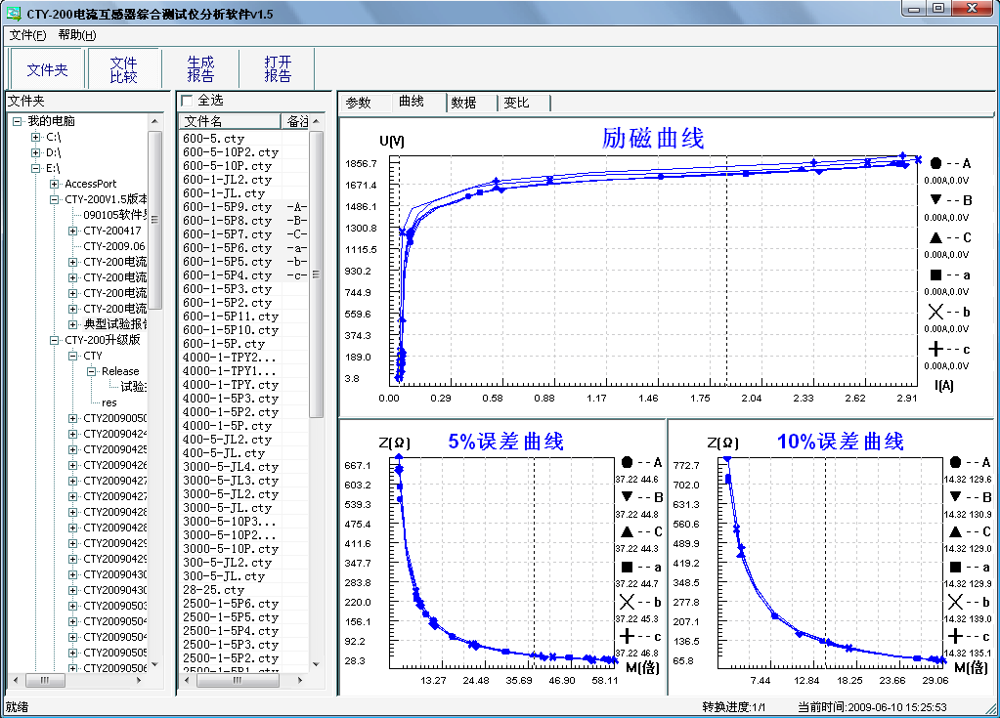 CTY-200电流互感器综合测试仪分析软件v1.5
文件(F) 帮助(H)
文件夹
文件比较
生成报告
打开报告
文件夹
我的电脑
C:\
D:\
E:\
AccessPort
CTY-200V1.5版本
090105软件
CTY-200417
CTY-2009.06
CTY-200电流
CTY-200电流
CTY-200电流
CTY-200电流
典型试验报告
CTY-200升级版
CTY
Release
试验
res
CTY20090050
CTY20090424
CTY20090425
CTY20090426
CTY20090427
CTY20090427
CTY20090428
CTY20090428
CTY20090429
CTY20090429
CTY20090430
CTY20090430
CTY20090503
CTY20090504
CTY20090504
CTY20090505
CTY20090506
全选
文件名 备注
600-5.cty
600-5-10P2.cty
600-5-10P.cty
600-1-JL2.cty
600-1-JL.cty
600-1-5P9.cty -A-
600-1-5P8.cty -B-
600-1-5P7.cty -C-
600-1-5P6.cty -a-
600-1-5P5.cty -b-
600-1-5P4.cty -c-
600-1-5P3.cty
600-1-5P2.cty
600-1-5P11.cty
600-1-5P10.cty
600-1-5P.cty
4000-1-TPY2...
4000-1-TPY1...
4000-1-TPY.cty
4000-1-5P3.cty
4000-1-5P2.cty
4000-1-5P.cty
400-5-JL2.cty
400-5-JL.cty
3000-5-JL4.cty
3000-5-JL3.cty
3000-5-JL2.cty
3000-5-JL.cty
3000-5-10P3...
3000-5-10P2...
3000-5-10P.cty
300-5-JL2.cty
300-5-JL.cty
28-25.cty
2500-1-5P6.cty
2500-1-5P5.cty
2500-1-5P4.cty
2500-1-5P3.cty
2500-1-5P2.cty
2500-1-5P1.cty
参数 曲线 数据 变比
励磁曲线
U(V)
1856.7
1671.4
1486.1
1300.8
1115.5
930.2
744.9
559.6
374.3
189.0
3.8
0.00 0.29 0.58 0.88 1.17 1.46 1.75 2.04 2.33 2.62 2.91
I(A)
-- A
0.00A,0.0V
-- B
0.00A,0.0V
-- C
0.00A,0.0V
-- a
0.00A,0.0V
-- b
0.00A,0.0V
-- c
0.00A,0.0V
5%误差曲线
Z(Ω)
667.1
603.2
539.3
475.4
411.6
347.7
283.8
220.0
156.1
92.2
28.3
13.27 24.48 35.69 46.90 58.11
M(倍)
-- A
37.22 44.6
-- B
37.22 44.8
-- C
37.22 44.3
-- a
37.22 44.7
-- b
37.22 45.3
-- c
37.22 46.8
10%误差曲线
Z(Ω)
772.7
702.0
631.3
560.6
489.9
419.2
348.5
277.8
207.1
136.5
65.8
7.44 12.84 18.25 23.66 29.06
M(倍)
-- A
14.32 129.6
-- B
14.32 130.9
-- C
14.32 129.0
-- a
14.32 129.9
-- b
14.32 139.0
-- c
14.32 135.1
就绪
转换进度:1/1
当前时间:2009-06-10 15:25:53